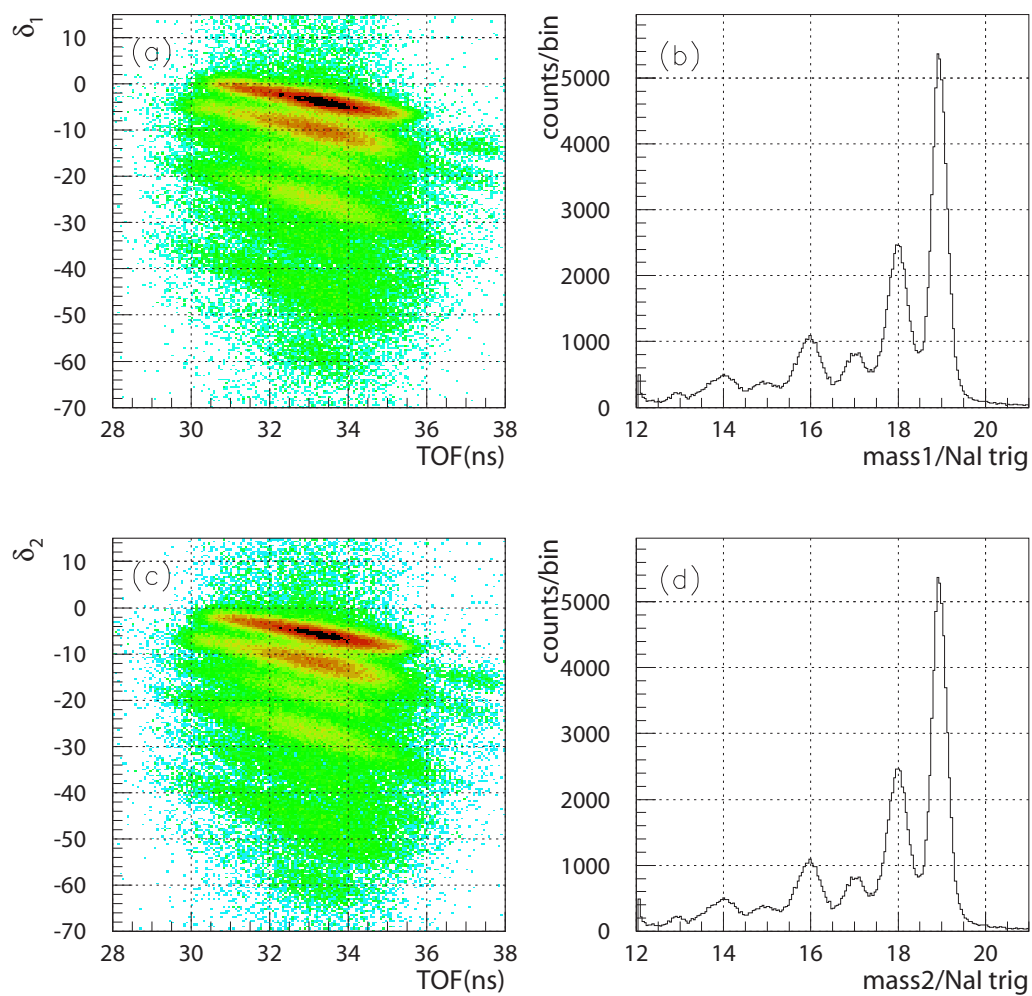 δ1
(a)
10
0
-10
-20
-30
-40
-50
-60
-70
28 30 32 34 36 38
TOF(ns)
counts/bin
(b)
5000
4000
3000
2000
1000
0
12 14 16 18 20
mass1/NaI trig
δ2
(c)
10
0
-10
-20
-30
-40
-50
-60
-70
28 30 32 34 36 38
TOF(ns)
counts/bin
(d)
5000
4000
3000
2000
1000
0
12 14 16 18 20
mass2/NaI trig